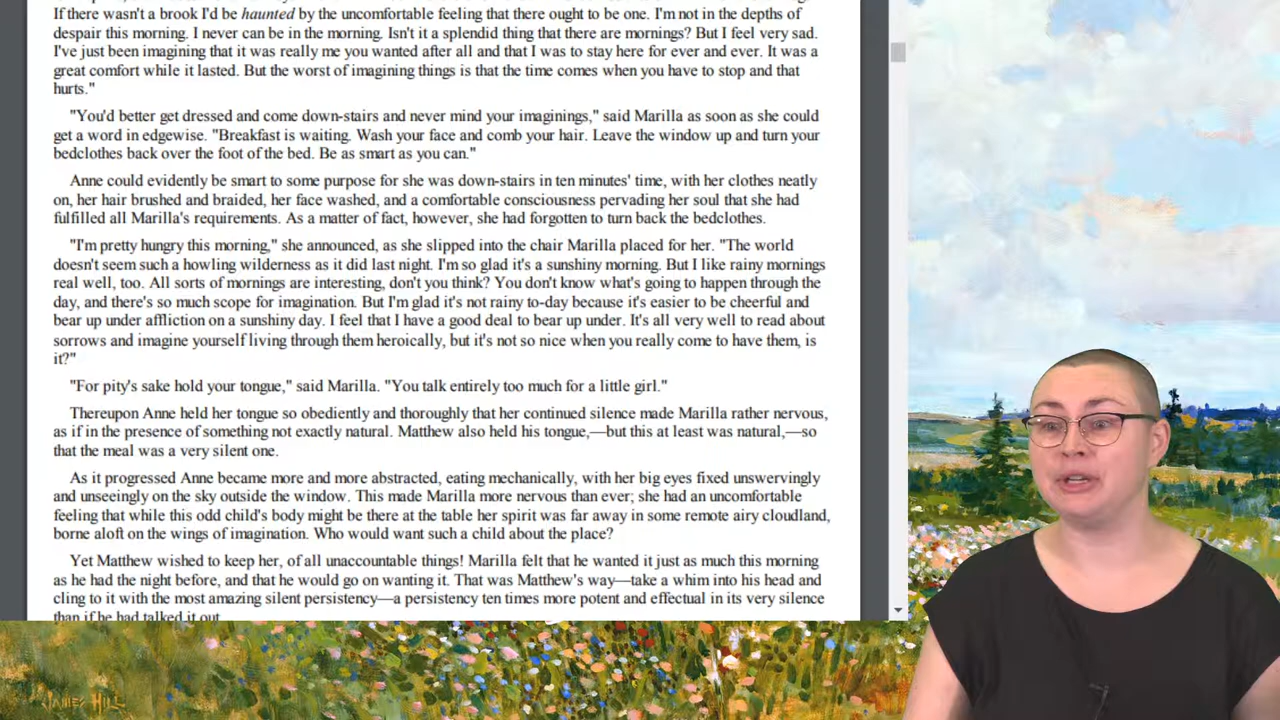 If there wasn't a brook I'd be haunted by the uncomfortable feeling that there ought to be one. I'm not in the depths of
despair this morning. I never can be in the morning. Isn't it a splendid thing that there are mornings? But I feel very sad.
I've just been imagining that it was really me you wanted after all and that I was to stay here for ever and ever. It was a
great comfort while it lasted. But the worst of imagining things is that the time comes when you have to stop and that
hurts."
"You'd better get dressed and come down-stairs and never mind your imaginings," said Marilla as soon as she could
get a word in edgewise. "Breakfast is waiting. Wash your face and comb your hair. Leave the window up and turn your
bedclothes back over the foot of the bed. Be as smart as you can."
Anne could evidently be smart to some purpose for she was down-stairs in ten minutes' time, with her clothes neatly
on, her hair brushed and braided, her face washed, and a comfortable consciousness pervading her soul that she had
fulfilled all Marilla's requirements. As a matter of fact, however, she had forgotten to turn back the bedclothes.
"I'm pretty hungry this morning," she announced, as she slipped into the chair Marilla placed for her. "The world
doesn't seem such a howling wilderness as it did last night. I'm so glad it's a sunshiny morning. But I like rainy mornings
real well, too. All sorts of mornings are interesting, don't you think? You don't know what's going to happen through the
day, and there's so much scope for imagination. But I'm glad it's not rainy to-day because it's easier to be cheerful and
bear up under affliction on a sunshiny day. I feel that I have a good deal to bear up under. It's all very well to read about
sorrows and imagine yourself living through them heroically, but it's not so nice when you really come to have them, is
it?"
"For pity's sake hold your tongue," said Marilla. "You talk entirely too much for a little girl."
Thereupon Anne held her tongue so obediently and thoroughly that her continued silence made Marilla rather nervous,
as if in the presence of something not exactly natural. Matthew also held his tongue,—but this at least was natural,—so
that the meal was a very silent one.
As it progressed Anne became more and more abstracted, eating mechanically, with her big eyes fixed unswervingly
and unseeingly on the sky outside the window. This made Marilla more nervous than ever; she had an uncomfortable
feeling that while this odd child's body might be there at the table her spirit was far away in some remote airy cloudland,
borne aloft on the wings of imagination. Who would want such a child about the place?
Yet Matthew wished to keep her, of all unaccountable things! Marilla felt that he wanted it just as much this morning
as he had the night before, and that he would go on wanting it. That was Matthew's way—take a whim into his head and
cling to it with the most amazing silent persistency—a persistency ten times more potent and effectual in its very silence
than if he had talked it out
JAMES HILL